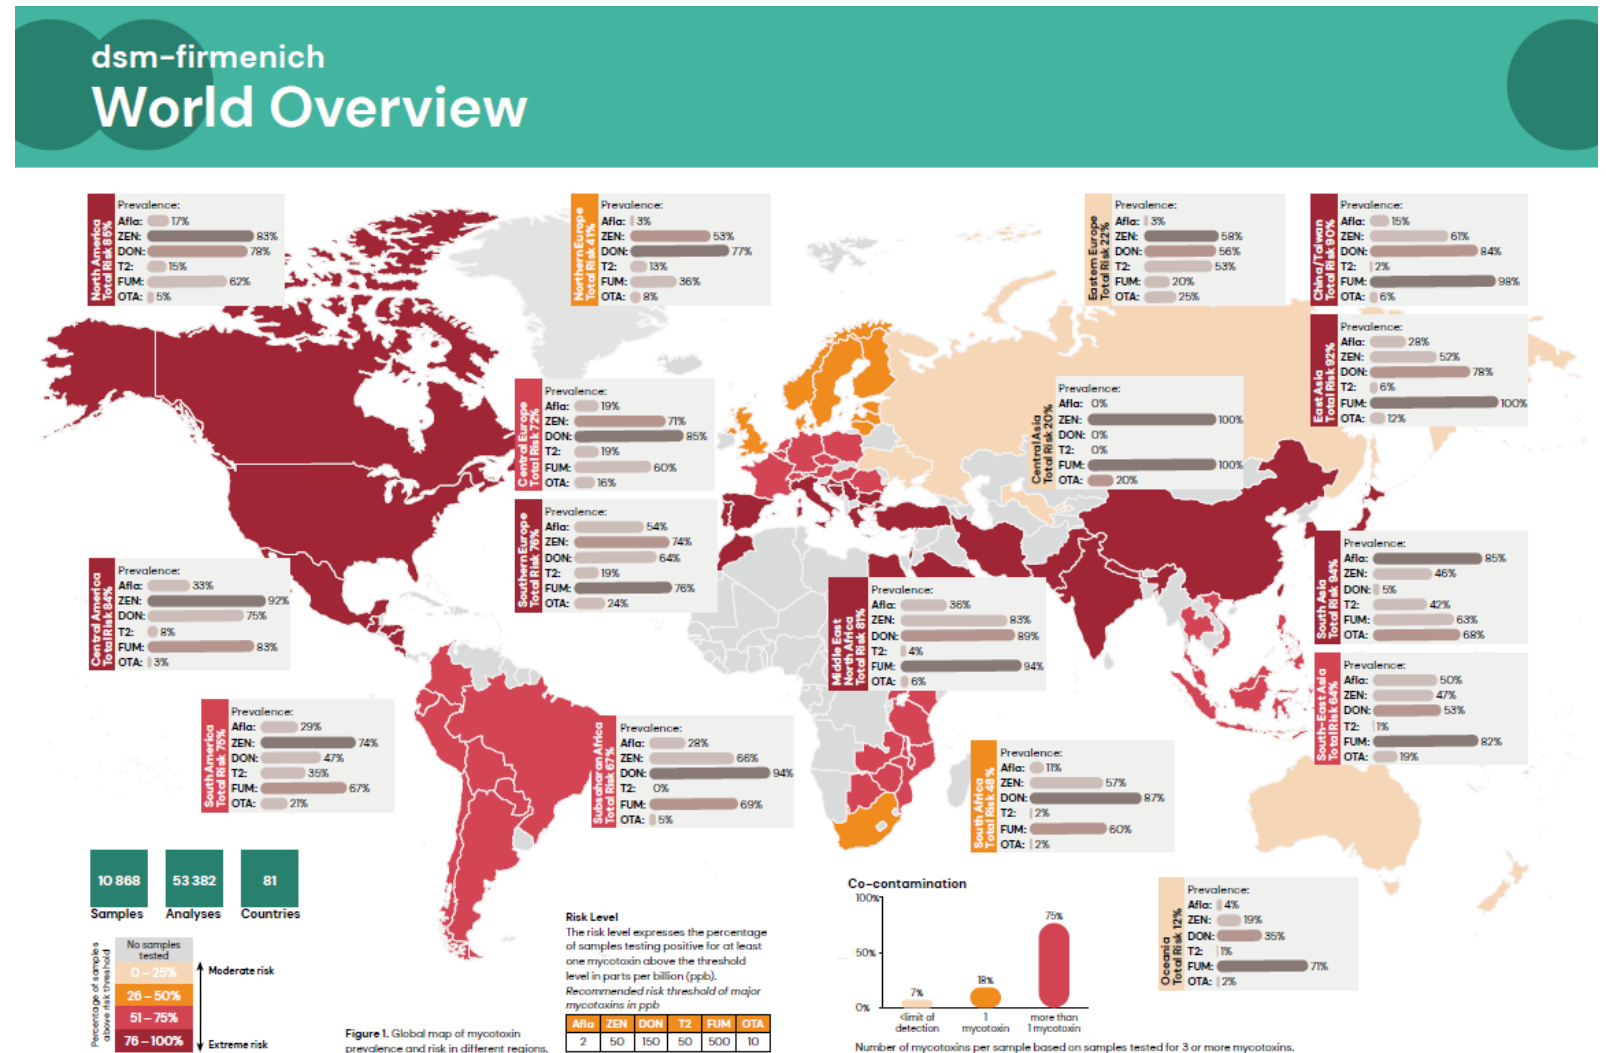 dsm-firmenich
World Overview
North America
Total Risk 85%
Prevalence:
Afla: 17%
ZEN: 83%
DON: 78%
T2: 15%
FUM: 62%
OTA: 5%
Northern Europe
Total Risk 41%
Prevalence:
Afla: 3%
ZEN: 53%
DON: 77%
T2: 13%
FUM: 36%
OTA: 8%
Eastern Europe
Total Risk 22%
Prevalence:
Afla: 3%
ZEN: 58%
DON: 56%
T2: 53%
FUM: 20%
OTA: 25%
China/Taiwan
Total Risk 90%
Prevalence:
Afla: 15%
ZEN: 61%
DON: 84%
T2: 2%
FUM: 98%
OTA: 6%
East Asia
Total Risk 92%
Prevalence:
Afla: 28%
ZEN: 52%
DON: 78%
T2: 6%
FUM: 100%
OTA: 12%
Central Europe
Total Risk 72%
Prevalence:
Afla: 19%
ZEN: 71%
DON: 85%
T2: 19%
FUM: 60%
OTA: 16%
Central Asia
Total Risk 20%
Prevalence:
Afla: 0%
ZEN: 100%
DON: 0%
T2: 0%
FUM: 100%
OTA: 20%
Southern Europe
Total Risk 76%
Prevalence:
Afla: 54%
ZEN: 74%
DON: 64%
T2: 19%
FUM: 76%
OTA: 24%
Central America
Total Risk 84%
Prevalence:
Afla: 33%
ZEN: 92%
DON: 75%
T2: 8%
FUM: 83%
OTA: 3%
Middle East
North Africa
Total Risk 81%
Prevalence:
Afla: 36%
ZEN: 83%
DON: 89%
T2: 4%
FUM: 94%
OTA: 6%
South Asia
Total Risk 94%
Prevalence:
Afla: 85%
ZEN: 46%
DON: 5%
T2: 42%
FUM: 63%
OTA: 68%
South-East Asia
Total Risk 64%
Prevalence:
Afla: 50%
ZEN: 47%
DON: 53%
T2: 1%
FUM: 82%
OTA: 19%
South America
Total Risk 75%
Prevalence:
Afla: 29%
ZEN: 74%
DON: 47%
T2: 35%
FUM: 67%
OTA: 21%
Subsaharan Africa
Total Risk 67%
Prevalence:
Afla: 28%
ZEN: 66%
DON: 94%
T2: 0%
FUM: 69%
OTA: 5%
South Africa
Total Risk 48%
Prevalence:
Afla: 11%
ZEN: 57%
DON: 87%
T2: 2%
FUM: 60%
OTA: 2%
Oceania
Total Risk 12%
Prevalence:
Afla: 4%
ZEN: 19%
DON: 35%
T2: 1%
FUM: 71%
OTA: 2%
10 868 53 382 81
Samples Analyses Countries
Percentage of samples
above risk threshold
No samples
tested
0 – 25%
26 – 50%
51 – 75%
76 – 100%
Moderate risk
Extreme risk
Figure 1. Global map of mycotoxin
prevalence and risk in different regions.
Risk Level
The risk level expresses the percentage
of samples testing positive for at least
one mycotoxin above the threshold
level in parts per billion (ppb).
Recommended risk threshold of major
mycotoxins in ppb
Afla ZEN DON T2 FUM OTA
2 50 150 50 500 10
Co-contamination
100%
50%
0%
7%
18%
75%
<limit of
detection
1
mycotoxin
more than
1 mycotoxin
Number of mycotoxins per sample based on samples tested for 3 or more mycotoxins.